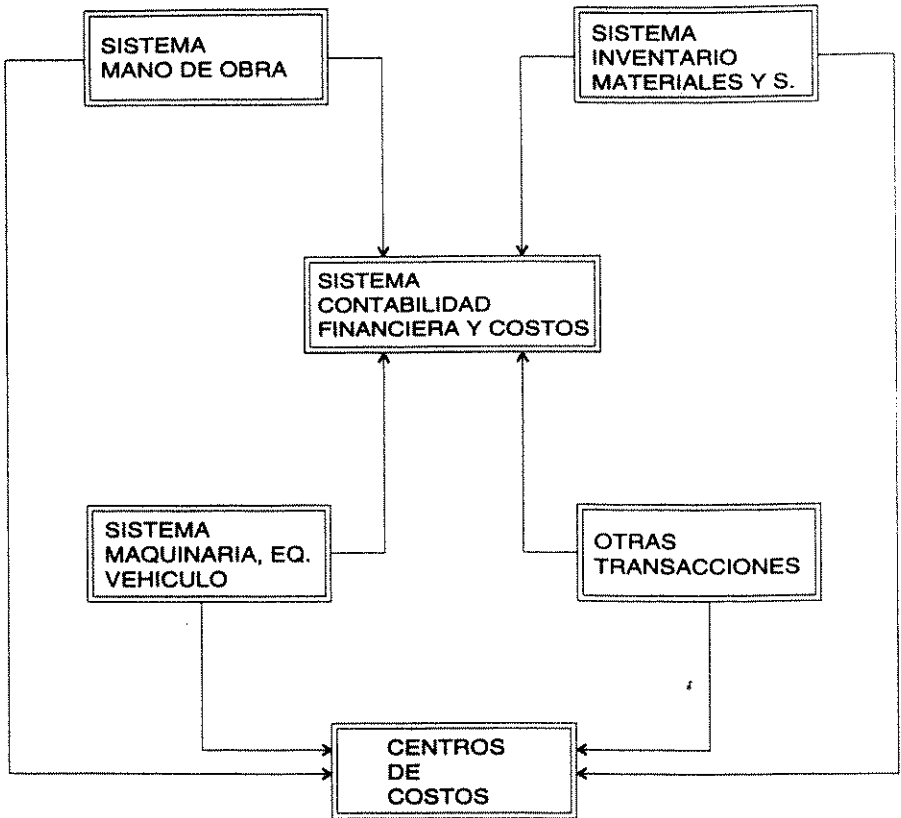 SISTEMA
MANO DE OBRA
SISTEMA
INVENTARIO
MATERIALES Y S.
SISTEMA
CONTABILIDAD
FINANCIERA Y COSTOS
SISTEMA
MAQUINARIA, EQ.
VEHICULO
OTRAS
TRANSACCIONES
CENTROS
DE
COSTOS